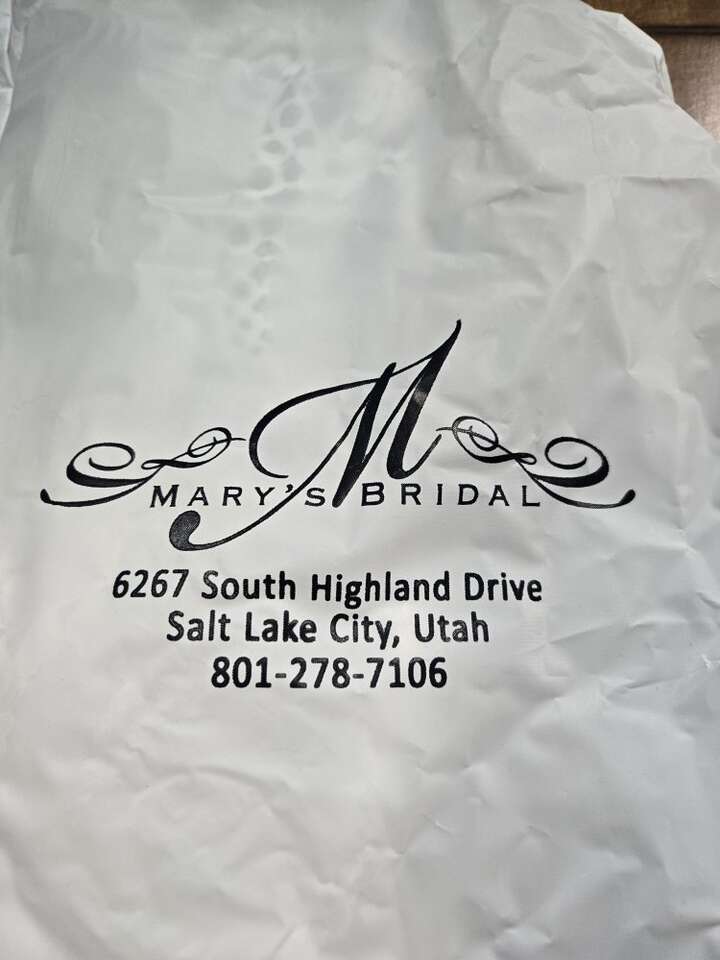 M
MARY'S BRIDAL
6267 South Highland Drive
Salt Lake City, Utah
801-278-7106